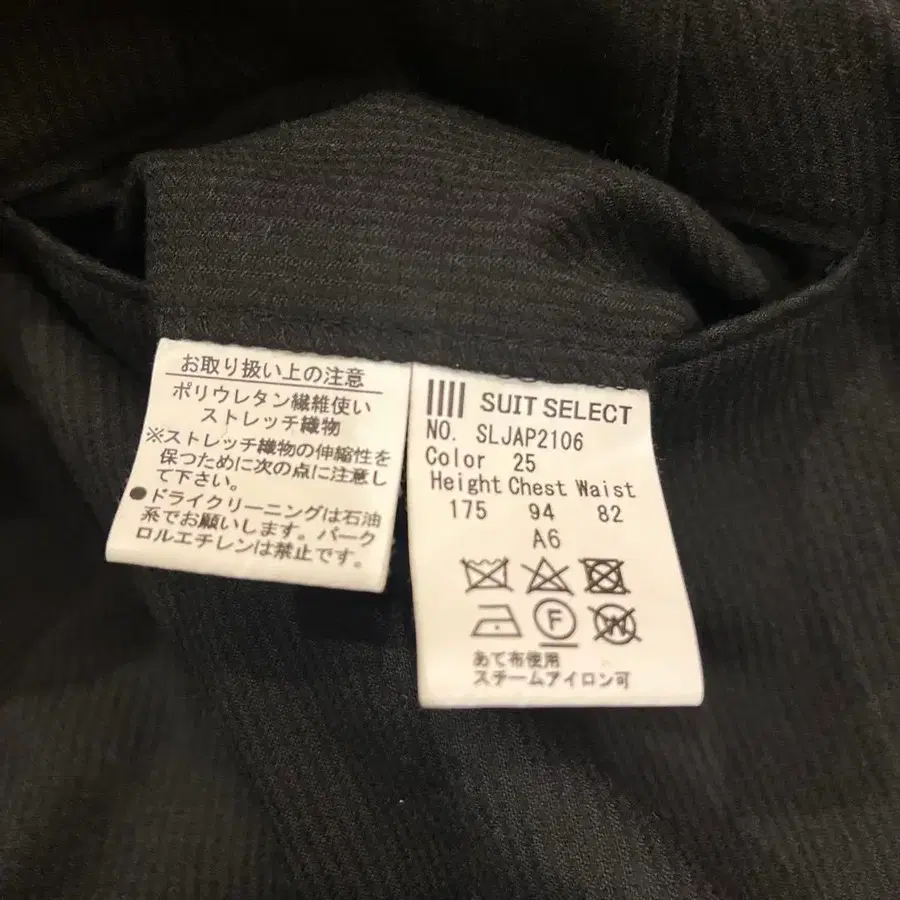 お取り扱い上の注意
ポリウレタン繊維使い
ストレッチ織物
※ストレッチ織物の伸縮性を
保つために次の点に注意し
て下さい。
●ドライクリーニングは石油
系でお願いします。パーク
ロルエチレンは禁止です。
SUIT SELECT
NO. SLJAP2106
Color 25
Height Chest Waist
175 94 82
A6
F
W
あて布使用
スチームアイロン可